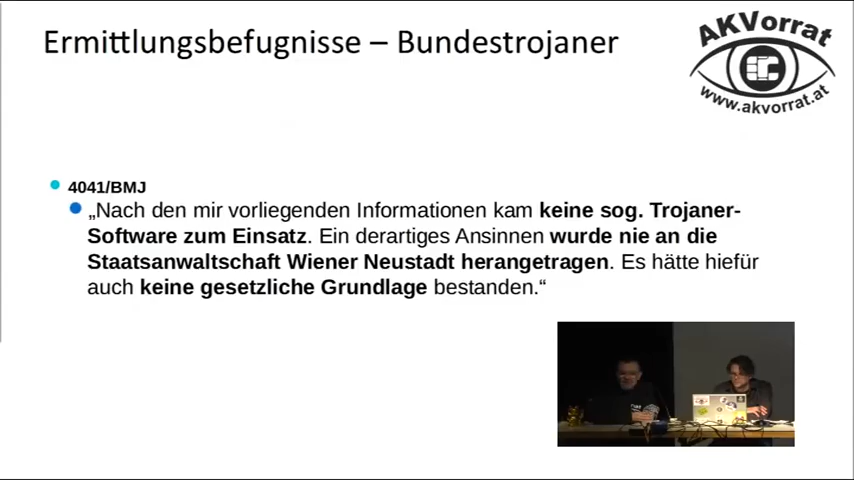 Ermittlungsbefugnisse – Bundestrojaner
AKVorrat
www.akvorrat.at
4041/BMJ
„Nach den mir vorliegenden Informationen kam keine sog. Trojaner-
Software zum Einsatz. Ein derartiges Ansinnen wurde nie an die
Staatsanwaltschaft Wiener Neustadt herangetragen. Es hätte hiefür
auch keine gesetzliche Grundlage bestanden.“